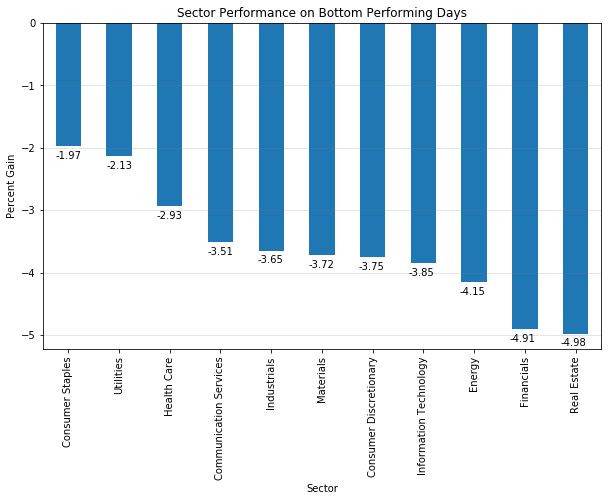 Sector Performance on Bottom Performing Days
Percent Gain
0
−1
−2
−3
−4
−5
-1.97
-2.13
-2.93
-3.51
-3.65
-3.72
-3.75
-3.85
-4.15
-4.91
-4.98
Consumer Staples
Utilities
Health Care
Communication Services
Industrials
Materials
Consumer Discretionary
Information Technology
Energy
Financials
Real Estate
Sector